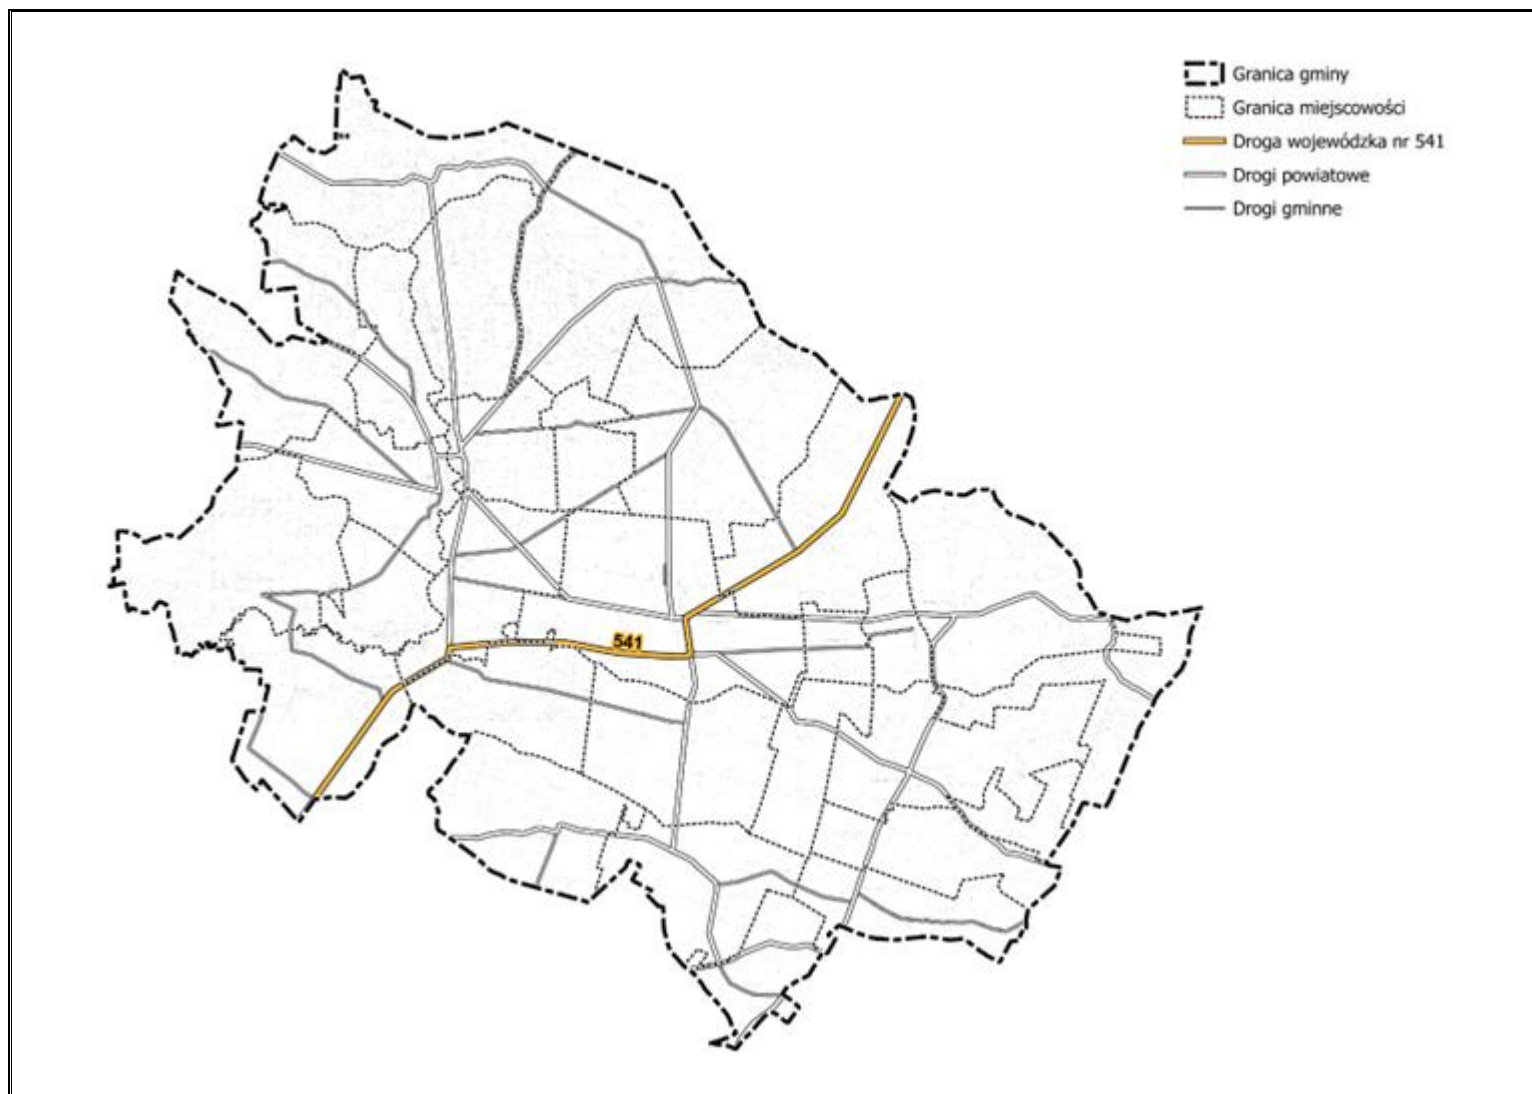 Granica gminy
Granica miejscowości
Droga wojewódzka nr 541
Drogi powiatowe
Drogi gminne
541